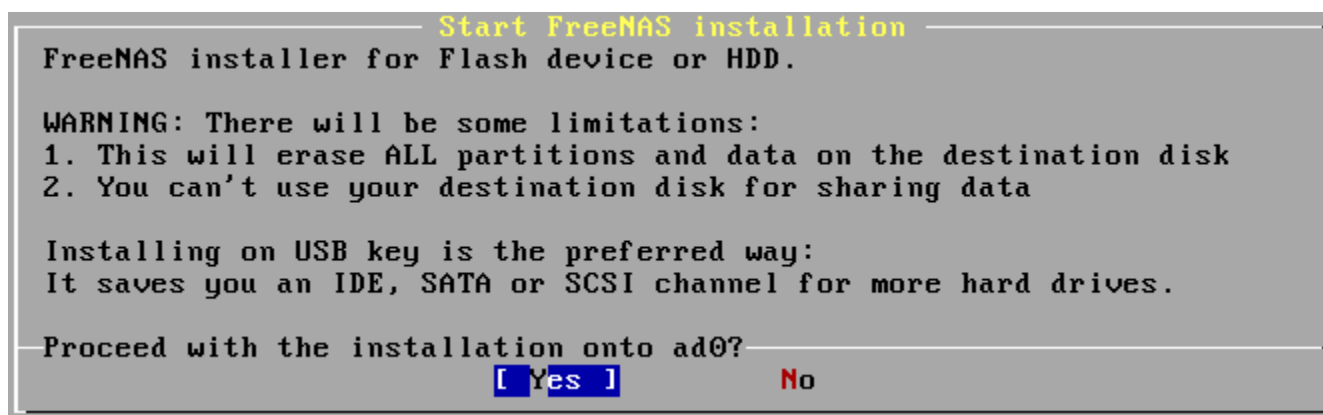 Start FreeNAS installation
FreeNAS installer for Flash device or HDD.
WARNING: There will be some limitations:
1. This will erase ALL partitions and data on the destination disk
2. You can't use your destination disk for sharing data
Installing on USB key is the preferred way:
It saves you an IDE, SATA or SCSI channel for more hard drives.
Proceed with the installation onto ad0?
[ Yes ] No